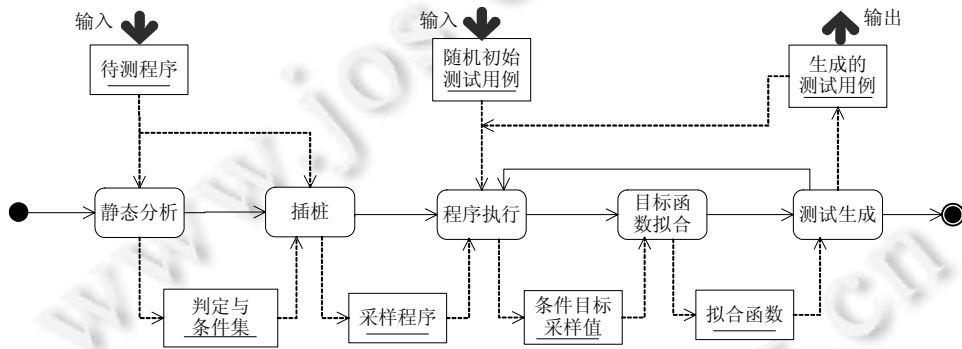 输入
输入
输出
待测程序
随机初始
测试用例
生成的
测试用例
静态分析
插桩
程序执行
目标函
数拟合
测试生成
判定与
条件集
采样程序
条件目标
采样值
拟合函数
www.jos
.cn